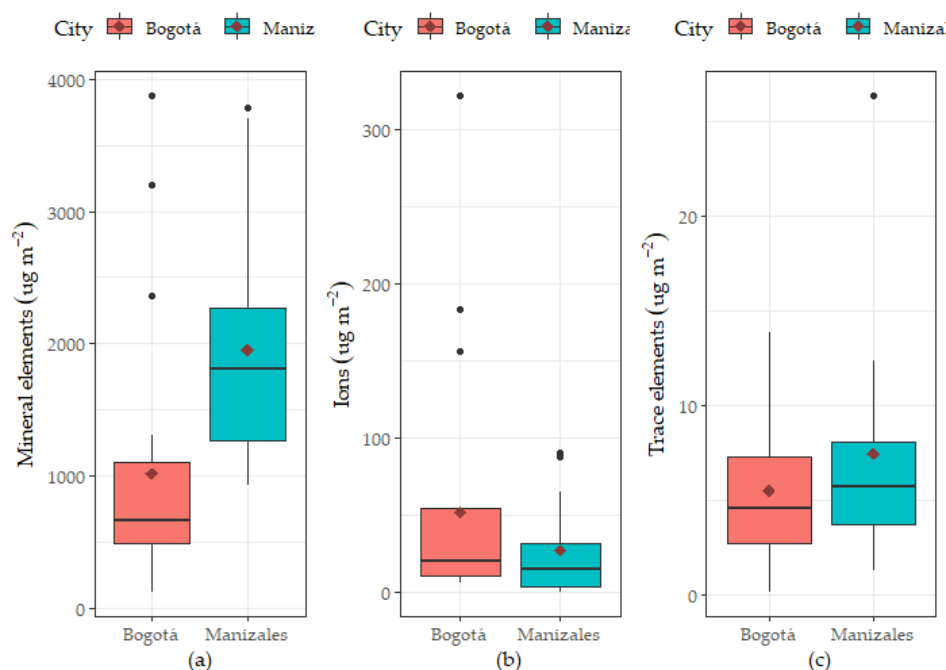 City Bogotá Maniz
City Bogotá Maniza
City Bogotá Manizal
Mineral elements (ug m⁻²)
4000
3000
2000
1000
0
Bogotá Manizales
(a)
Ions (ug m⁻²)
300
200
100
0
Bogotá Manizales
(b)
Trace elements (ug m⁻²)
20
10
0
Bogotá Manizales
(c)